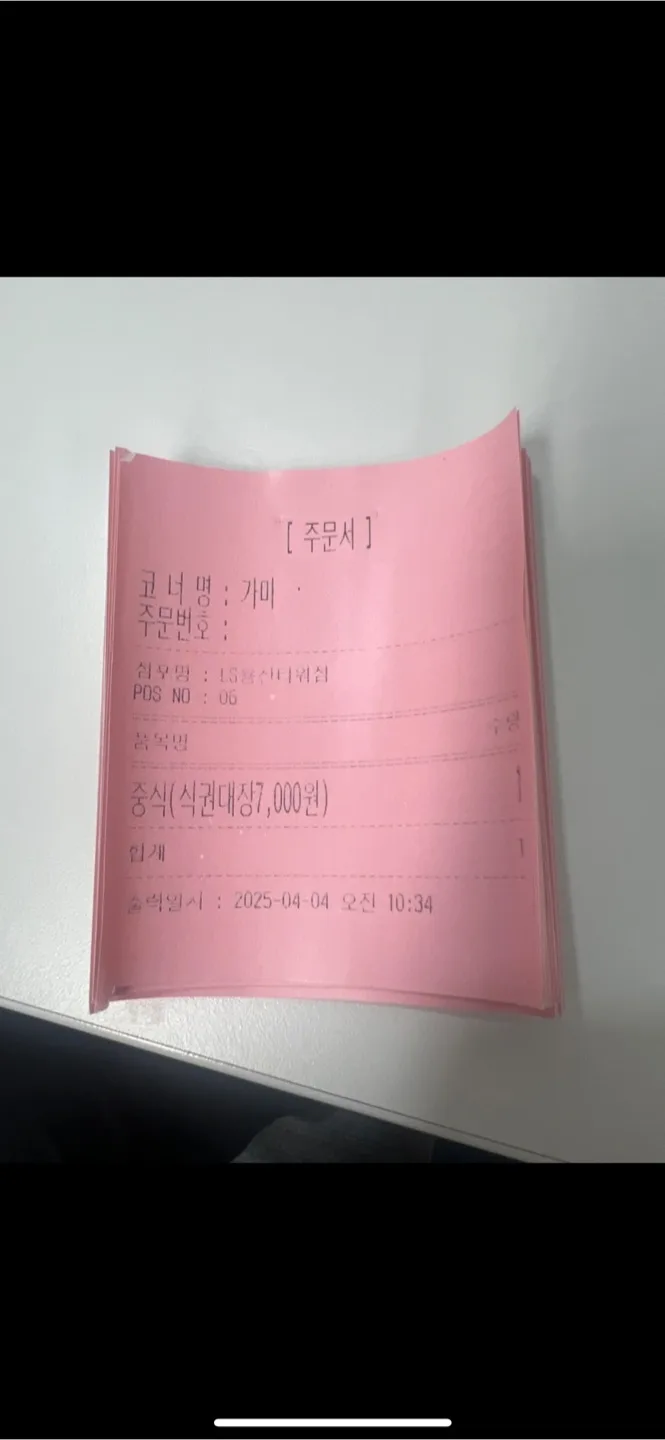 [ 주문서 ]
코 너 명 : 가미
주문번호 :
점포명 : LS용산타워점
POS NO : 06
품목명 수량
중식(식권대장7,000원) 1
합계 1
출력일시 : 2025-04-04 오전 10:34